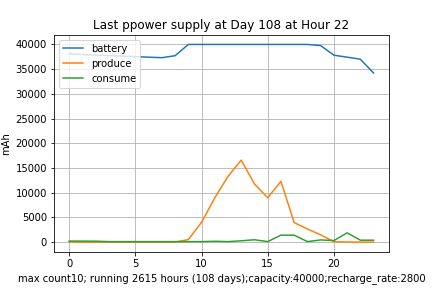 Last ppower supply at Day 108 at Hour 22
40000
35000
30000
25000
20000
15000
10000
5000
0
mAh
battery
produce
consume
0 5 10 15 20
max count10; running 2615 hours (108 days);capacity:40000;recharge_rate:2800